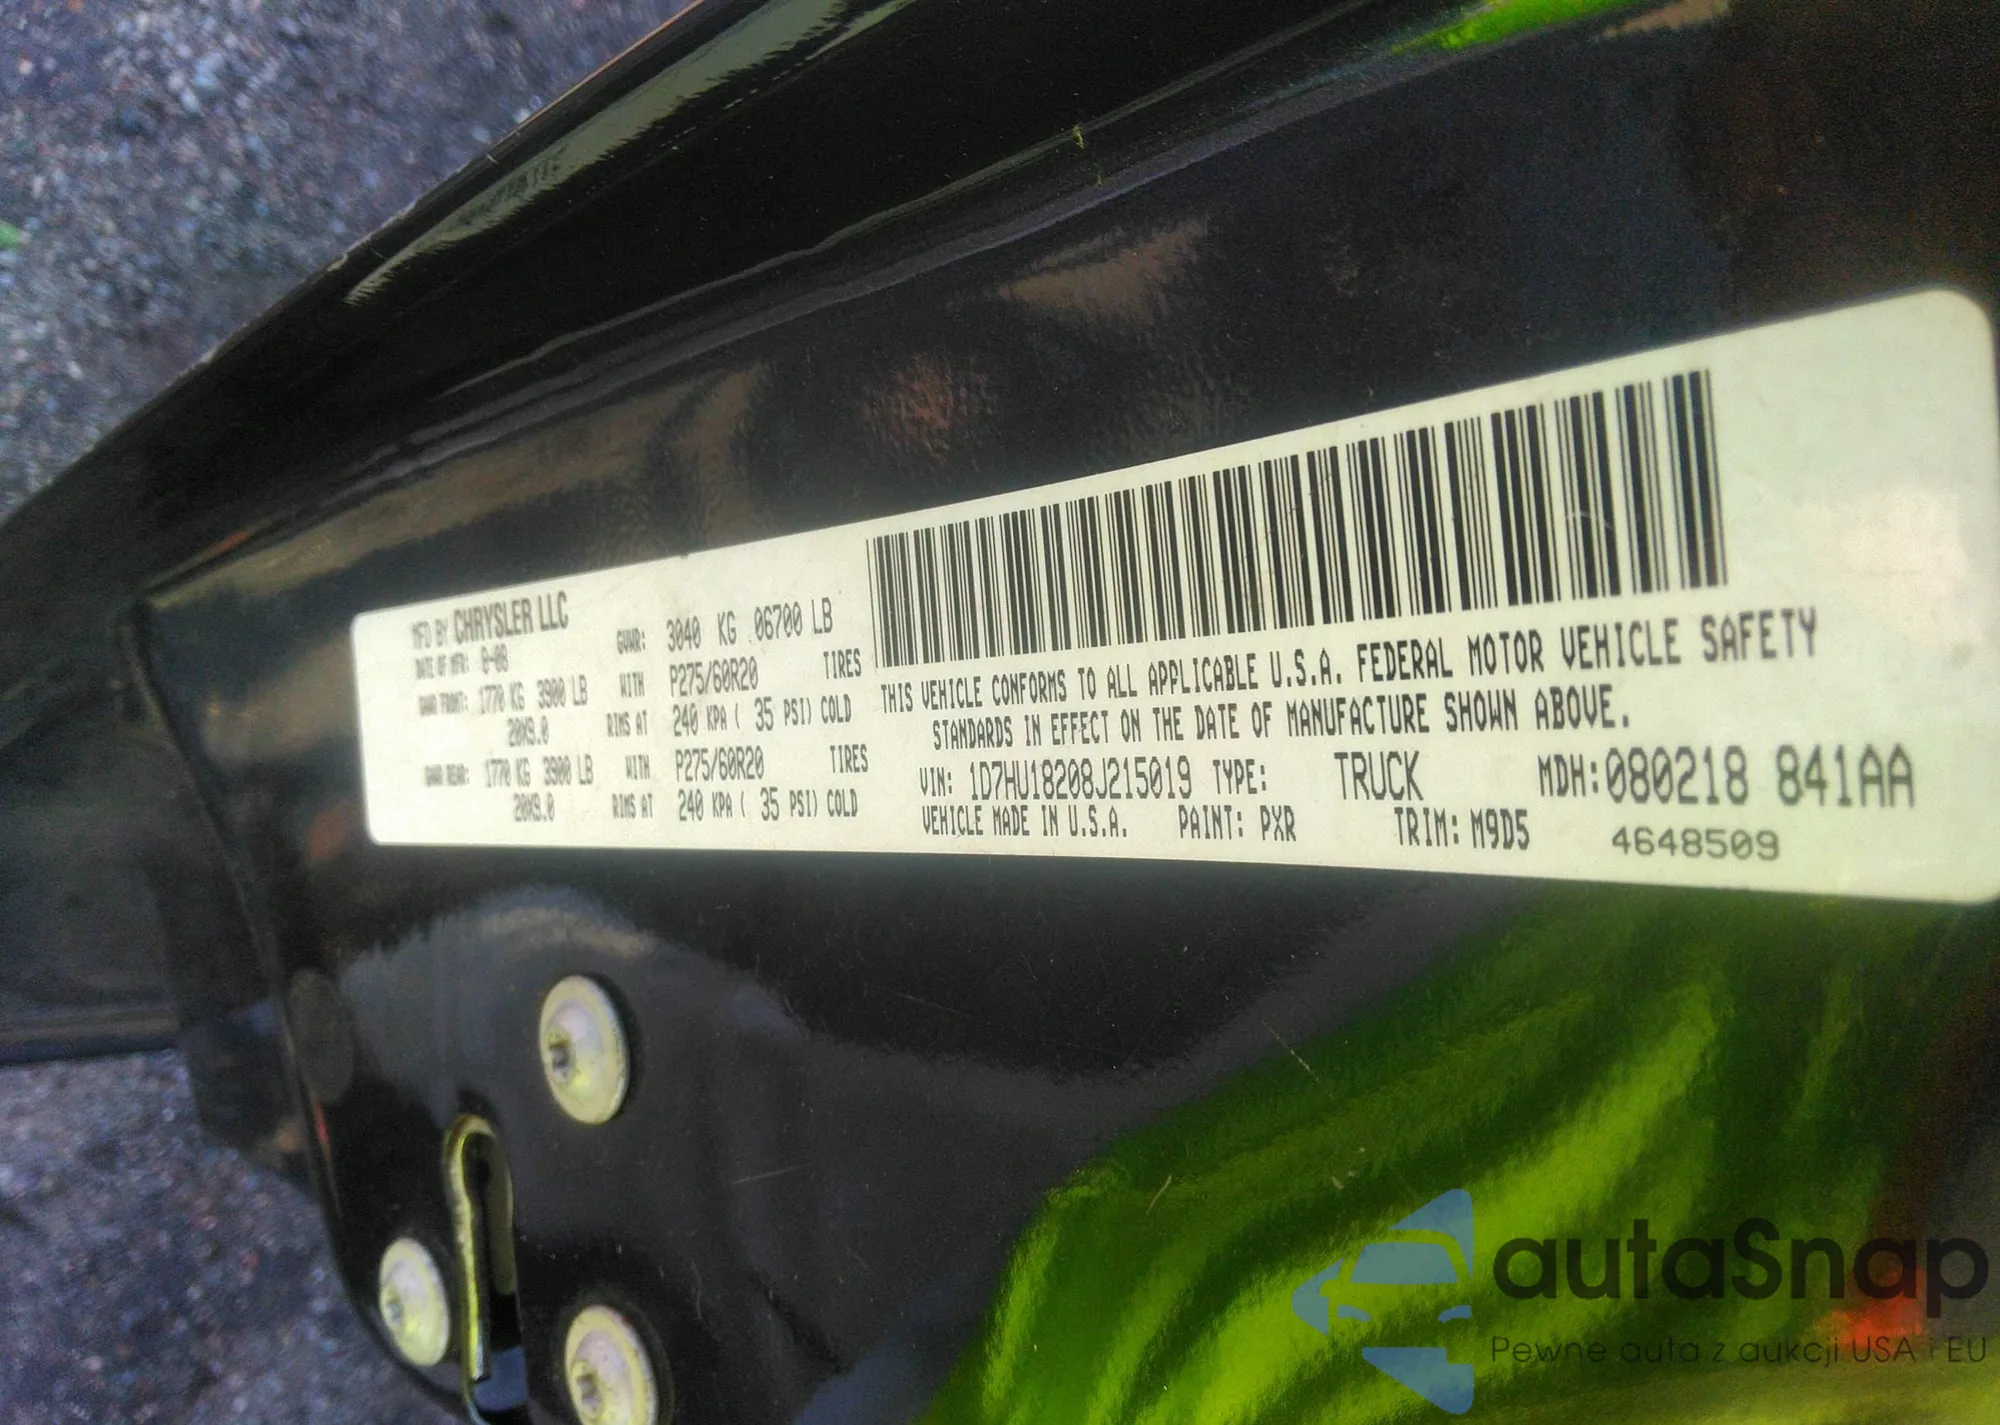 MFD BY CHRYSLER LLC
DATE OF MFR: 8-08 GVWR: 3040 KG 06700 LB
GAWR FRONT: 1770 KG 3900 LB WITH P275/60R20 TIRES
20X9.0 RIMS AT 240 KPA ( 35 PSI) COLD
GAWR REAR: 1770 KG 3900 LB WITH P275/60R20 TIRES
20X9.0 RIMS AT 240 KPA ( 35 PSI) COLD
THIS VEHICLE CONFORMS TO ALL APPLICABLE U.S.A. FEDERAL MOTOR VEHICLE SAFETY
STANDARDS IN EFFECT ON THE DATE OF MANUFACTURE SHOWN ABOVE.
VIN: 1D7HU18208J215019 TYPE: TRUCK MDH:080218 841AA
VEHICLE MADE IN U.S.A. PAINT: PXR TRIM: M9D5
4648509
autaSnap
Pewne auta z aukcji USA i EU